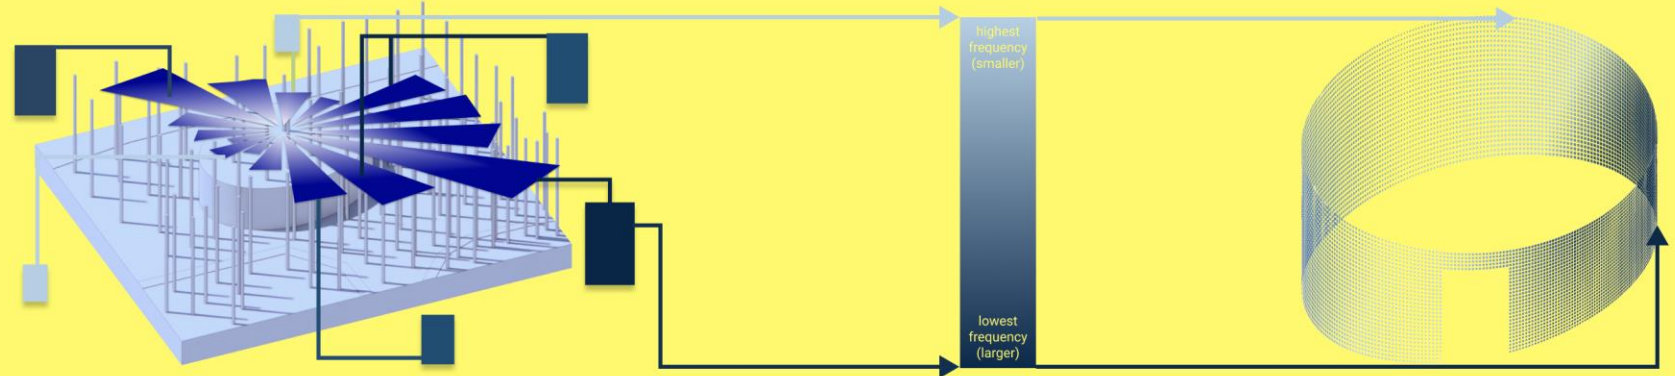 highest
frequency
(smaller)
lowest
frequency
(larger)